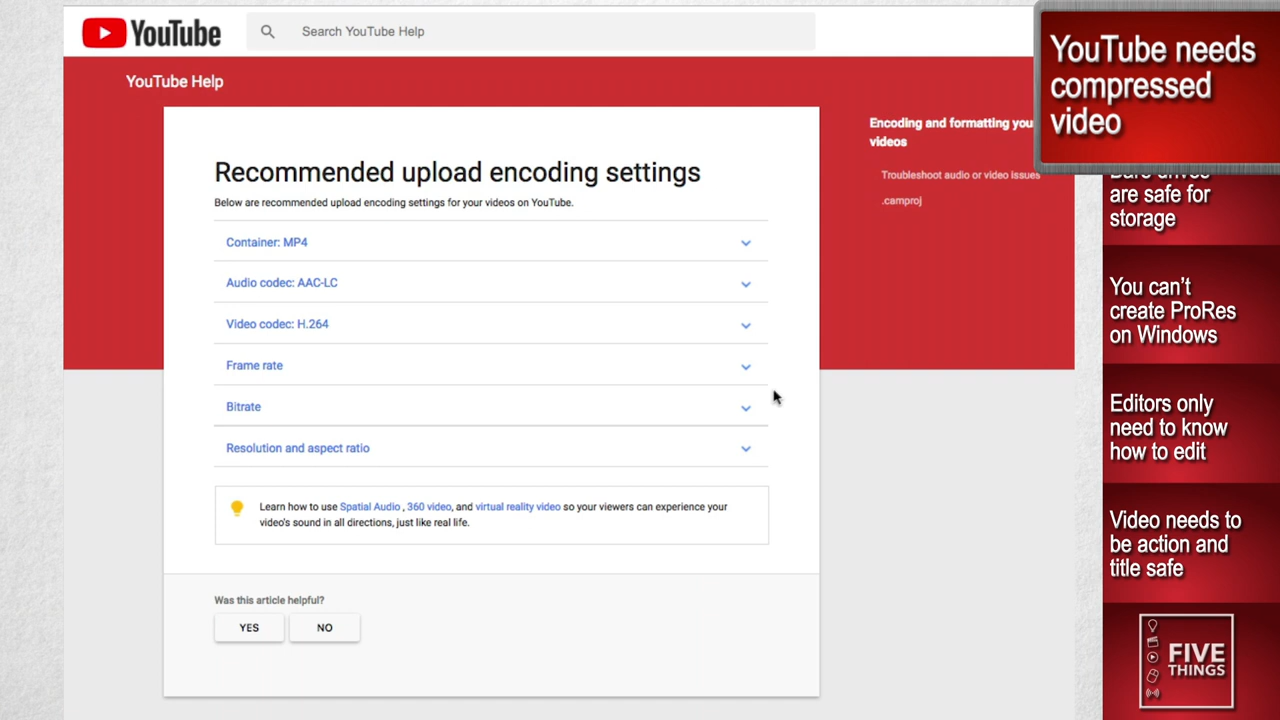 YouTube
Search YouTube Help
YouTube Help
Recommended upload encoding settings
Below are recommended upload encoding settings for your videos on YouTube.
Container: MP4
Audio codec: AAC-LC
Video codec: H.264
Frame rate
Bitrate
Resolution and aspect ratio
Learn how to use Spatial Audio , 360 video, and virtual reality video so your viewers can experience your
video's sound in all directions, just like real life.
Was this article helpful?
YES
NO
Encoding and formatting you
videos
Troubleshoot audio or video issues
.camproj
YouTube needs
compressed
video
Bare drives
are safe for
storage
You can't
create ProRes
on Windows
Editors only
need to know
how to edit
Video needs to
be action and
title safe
FIVE
THINGS